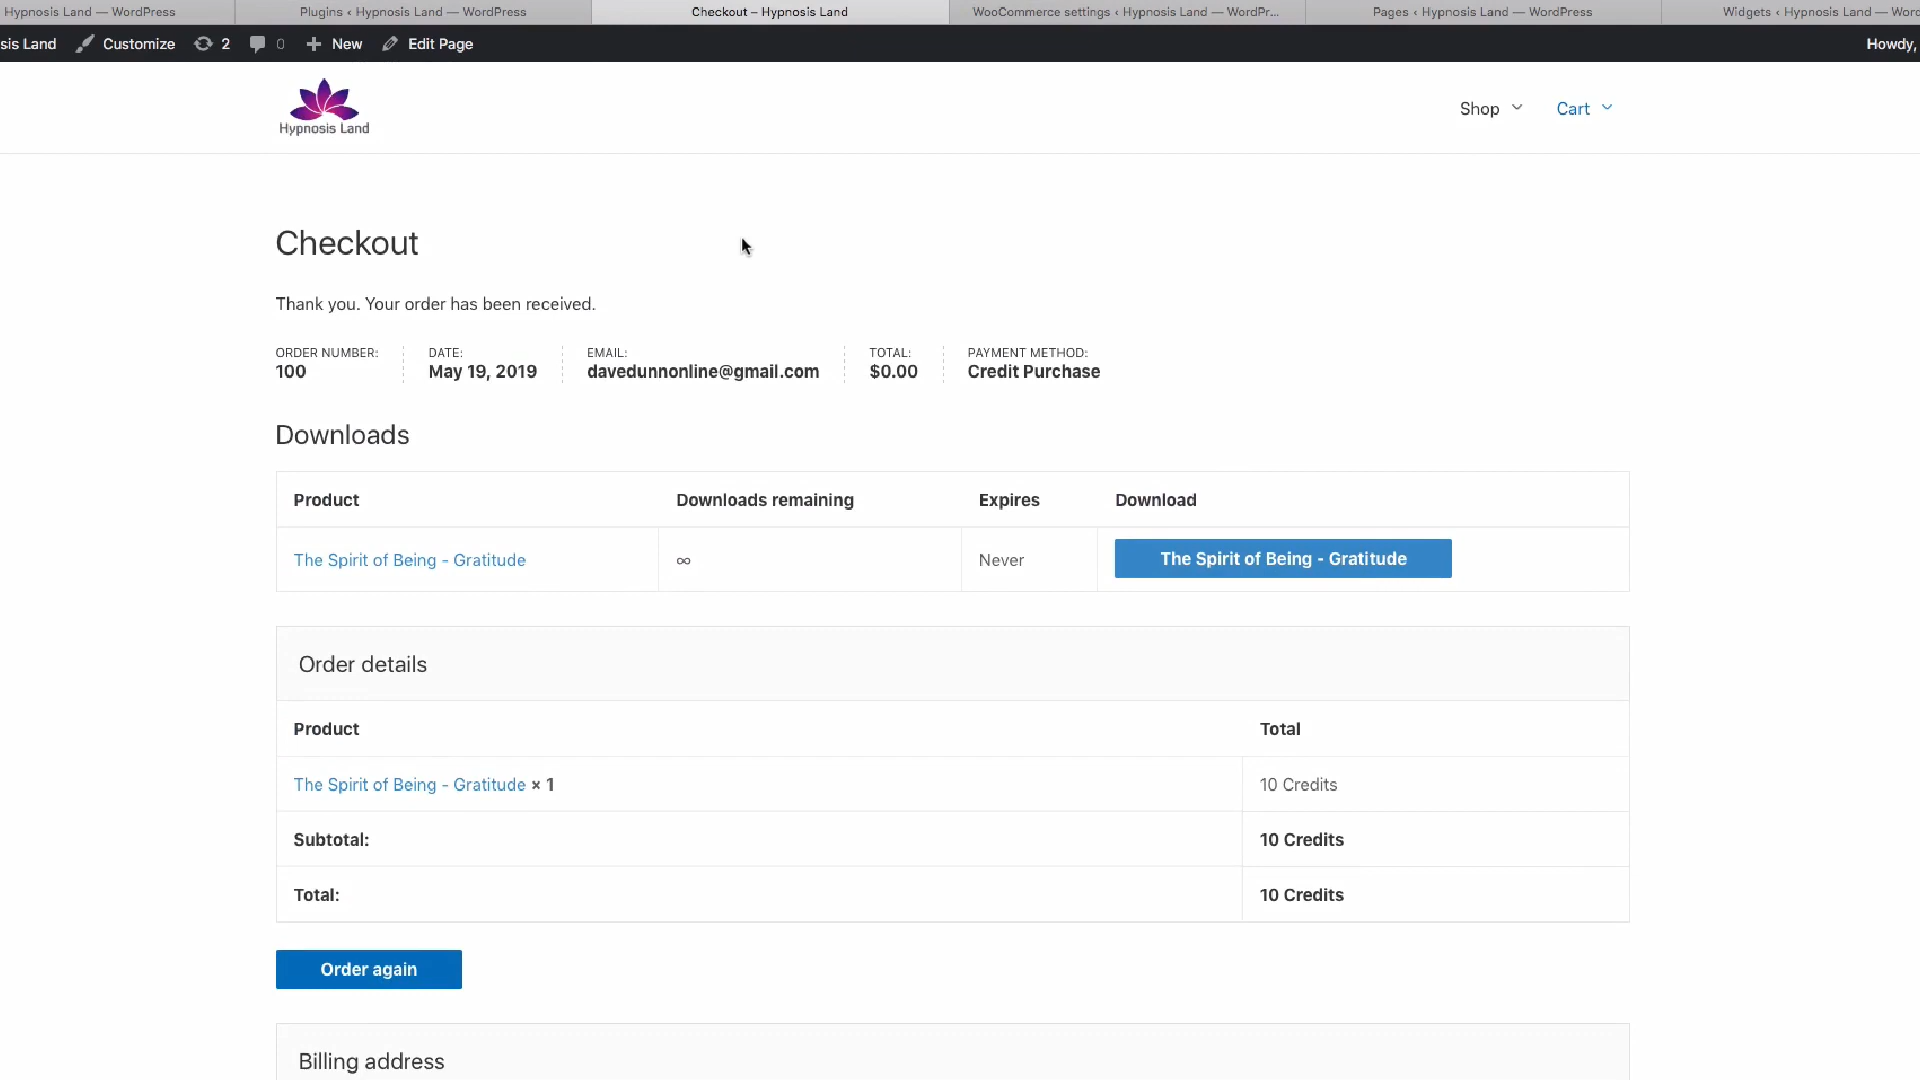 Hypnosis Land — WordPress
Plugins ‹ Hypnosis Land — WordPress
Checkout – Hypnosis Land
WooCommerce settings ‹ Hypnosis Land — WordPr...
Pages ‹ Hypnosis Land — WordPress
Widgets ‹ Hypnosis Land — Word
sis Land
Customize
2
0
New
Edit Page
Howdy,
Hypnosis Land
Shop
Cart
Checkout
Thank you. Your order has been received.
ORDER NUMBER:
100
DATE:
May 19, 2019
EMAIL:
davedunnonline@gmail.com
TOTAL:
$0.00
PAYMENT METHOD:
Credit Purchase
Downloads
Product
Downloads remaining
Expires
Download
The Spirit of Being - Gratitude
∞
Never
The Spirit of Being - Gratitude
Order details
Product
Total
The Spirit of Being - Gratitude × 1
10 Credits
Subtotal:
10 Credits
Total:
10 Credits
Order again
Billing address